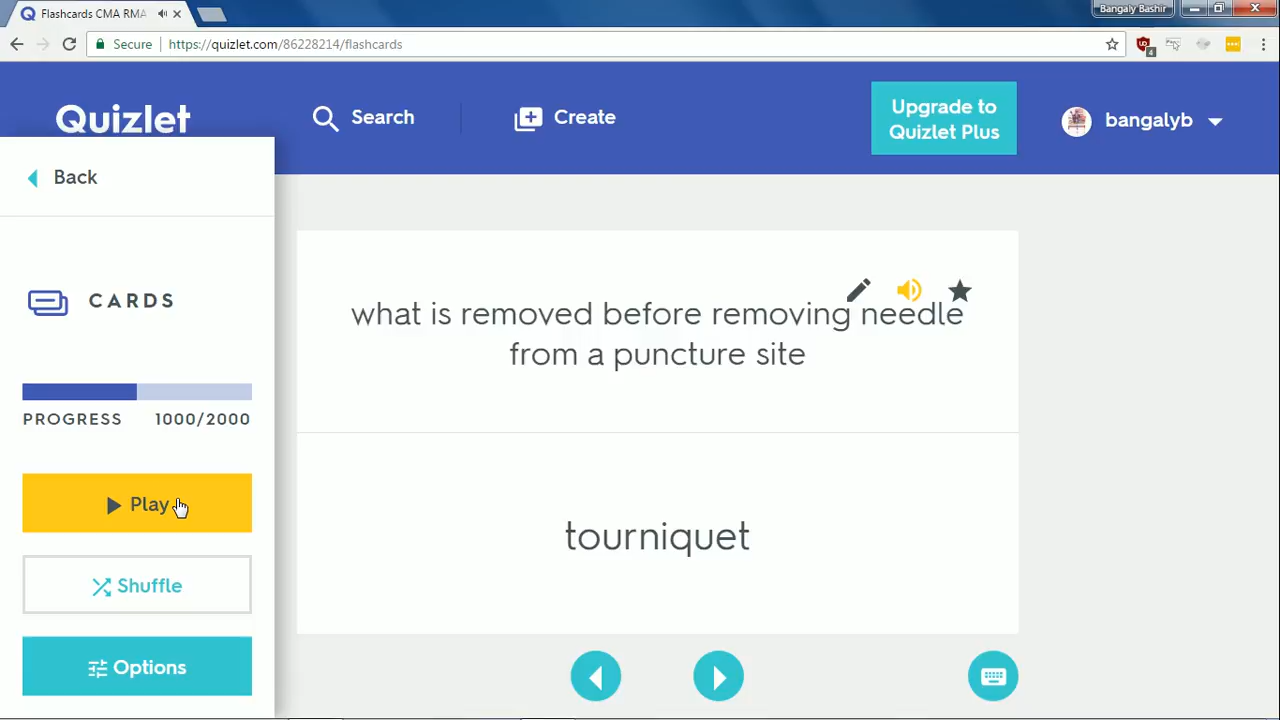 Flashcards CMA RMA
Bangaly Bashir
Secure https://quizlet.com/86228214/flashcards
4
Quizlet
Search
Create
Upgrade to
Quizlet Plus
bangalyb
Back
CARDS
PROGRESS 1000/2000
Play
Shuffle
Options
what is removed before removing needle
from a puncture site
tourniquet